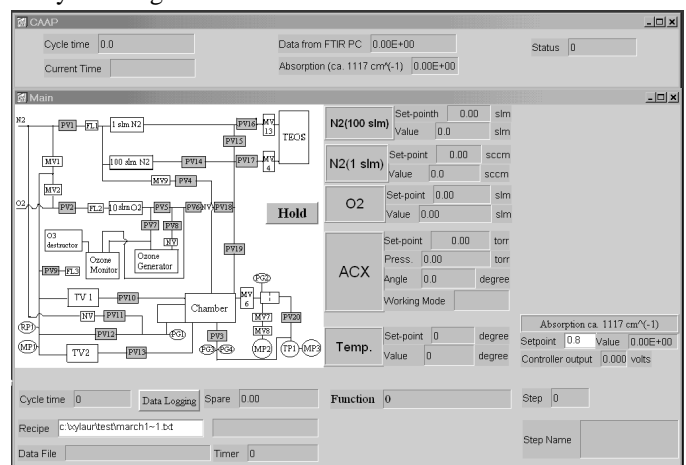 CAAP
Cycle time 0.0
Data from FTIR PC 0.00E+00
Status 0
Current Time
Absorption (ca. 1117 cm^(-1) 0.00E+00
Main
N2
PV1 FL1 1 slm N2 PV16 MV 13 TEOS
PV15
MV1 100 slm N2 PV14 PV17 MV 4
MV9 PV4
MV2
O2 PV2 FL2 10 slm O2 PV5 PV6 NV PV18
PV7 PV8
O3 destructor
NV
Ozone Monitor
Ozone Generator
PV19
PV9 FL3
PG2
TV 1 PV10 Chamber MV 6
NV PV11
MV7 PV20
RP1 PV12 PG1 PV3 MV8
MP1 TV2 PV13 PG3 PG4 MP2 TP1 MP3
Hold
N2(100 slm) Set-pointh 0.00 slm
Value 0.0 slm
N2(1 slm) Set-point 0.00 sccm
Value 0.0 sccm
O2 Set-point 0.00 slm
Value 0.00 slm
ACX Set-point 0.00 torr
Press. 0.00 torr
Angle 0.0 degree
Working Mode
Temp. Set-point 0 degree
Value 0 degree
Absorption ca. 1117 cm^(-1)
Setpoint 0.8 Value 0.00E+00
Controller output 0.000 volts
Cycle time 0 Data Logging Spare 0.00 Function 0 Step 0
Recipe c:\xylaur\test\march1~1.txt
Step Name
Data File Timer 0